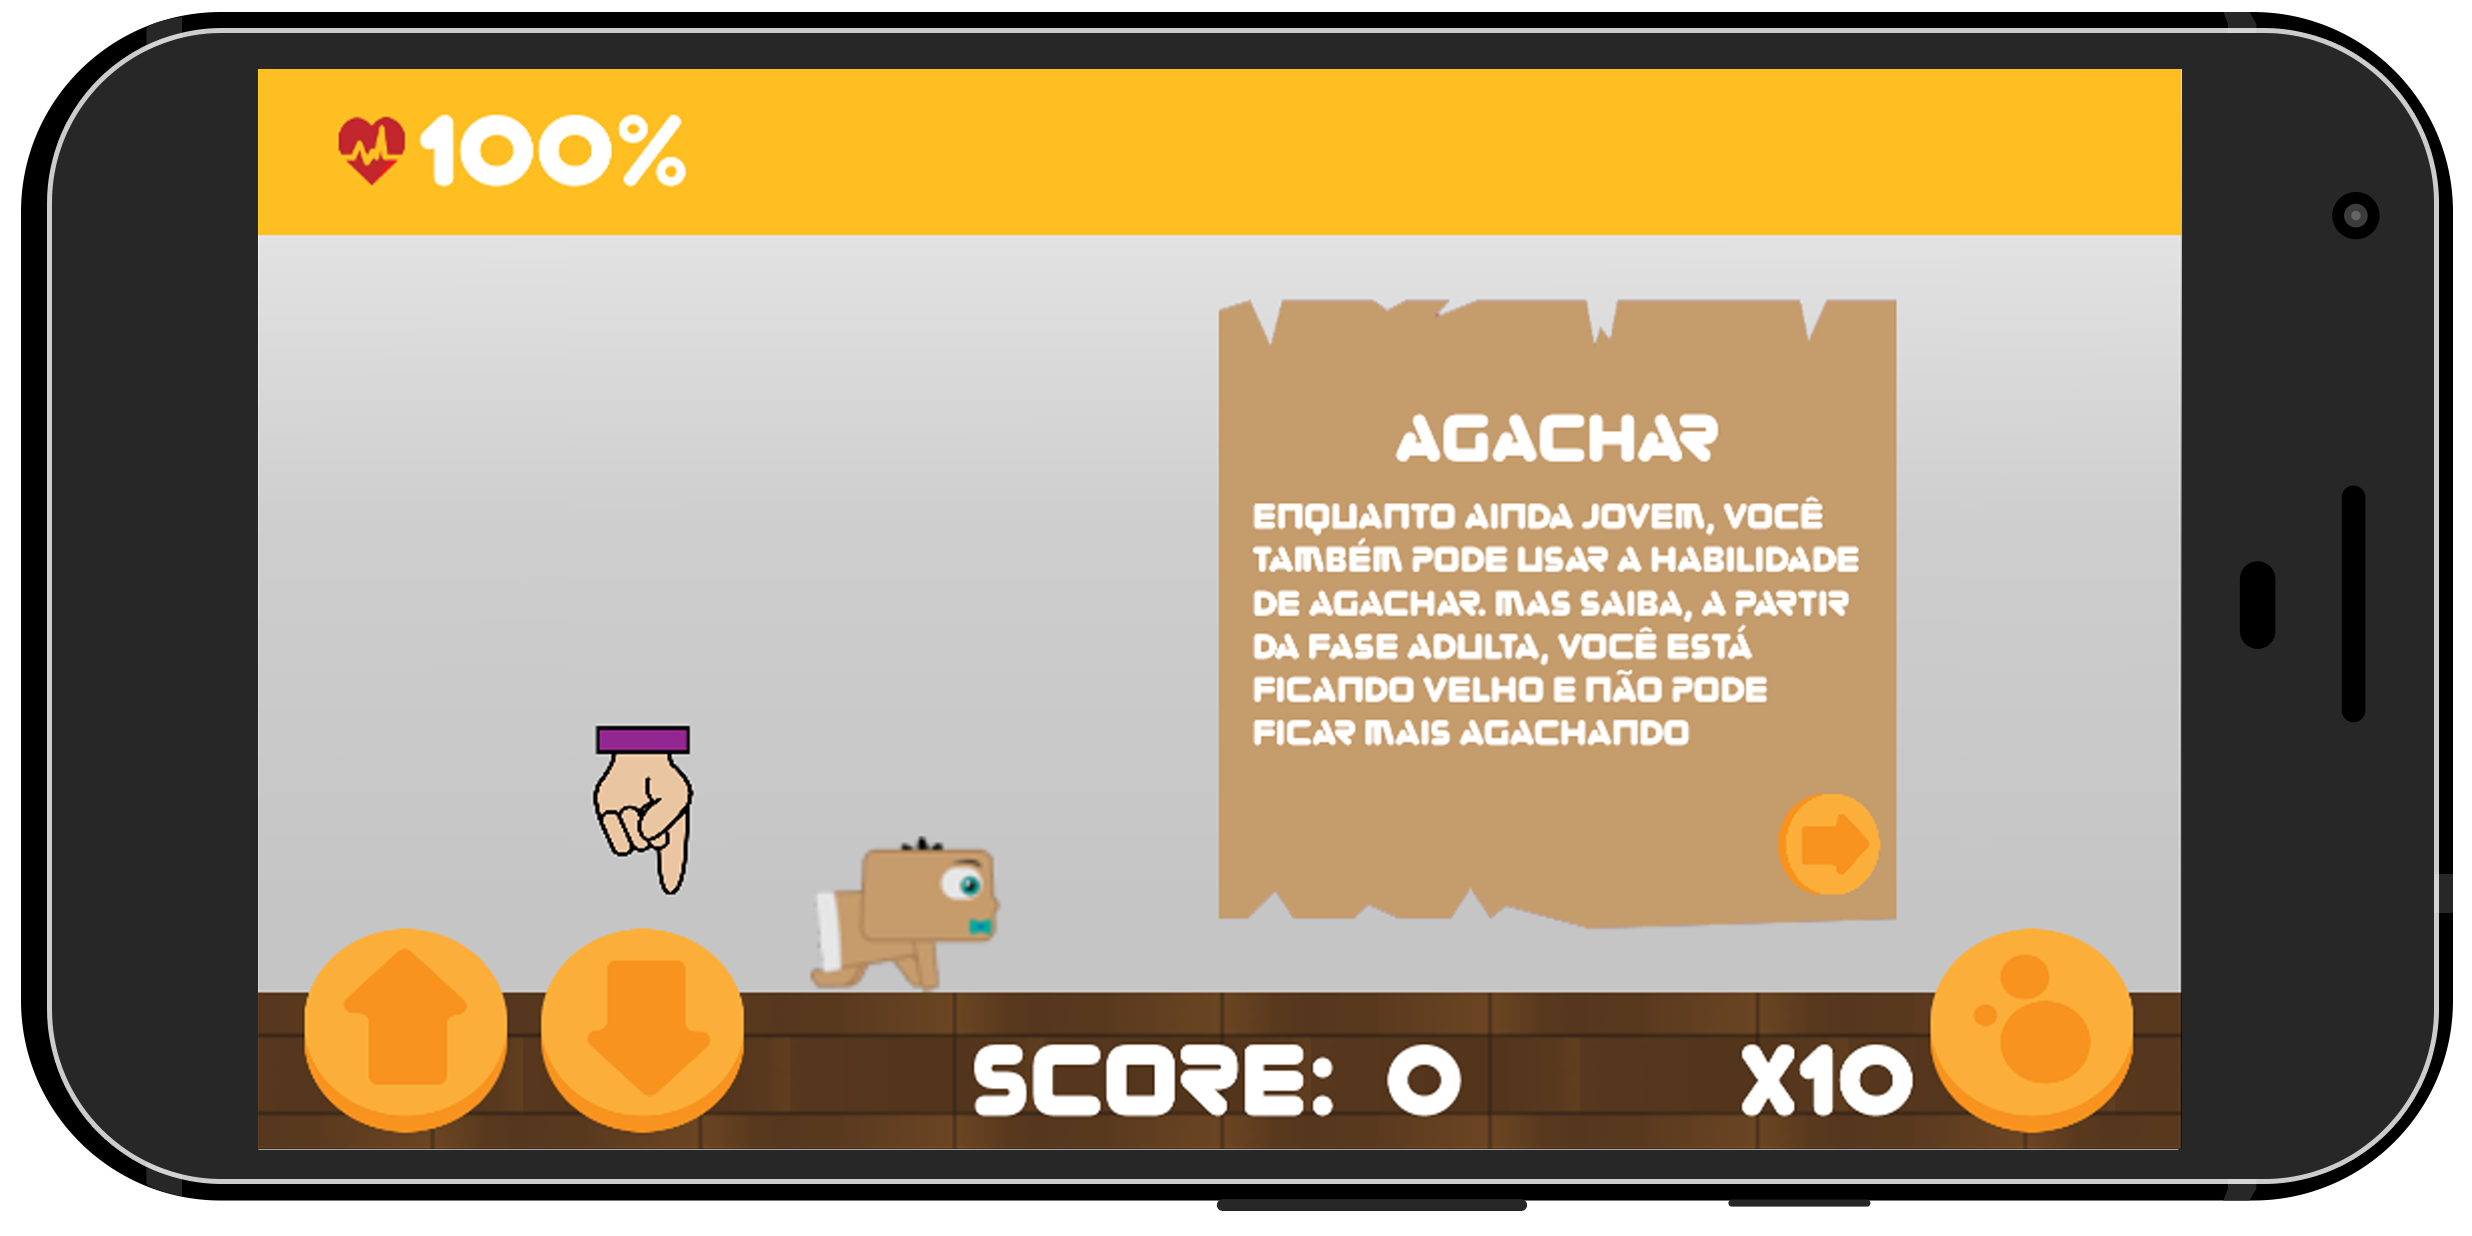 100%
AGACHAR
ENQUANTO AINDA JOVEM, VOCÊ
TAMBÉM PODE USAR A HABILIDADE
DE AGACHAR. MAS SAIBA, A PARTIR
DA FASE ADULTA, VOCÊ ESTÁ
FICANDO VELHO E NÃO PODE
FICAR MAIS AGACHANDO
SCORE: 0
X10